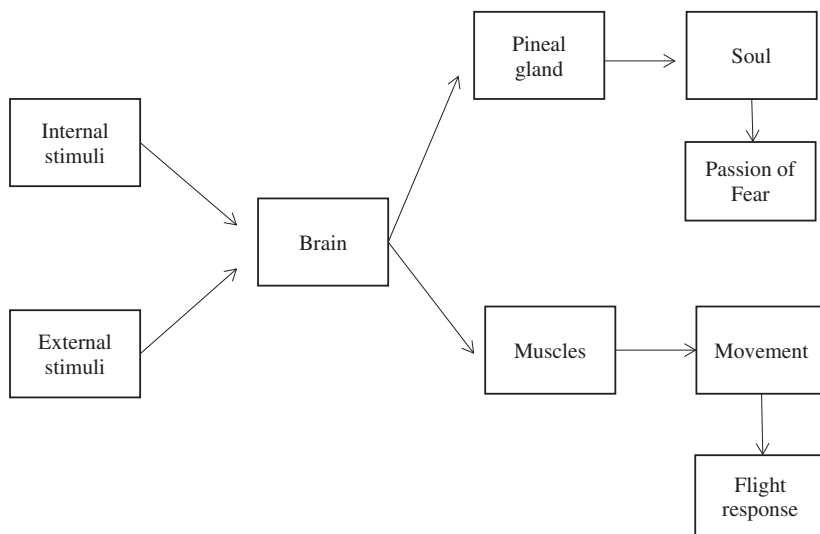 Pineal
gland
Soul
Internal
stimuli
Passion of
Fear
Brain
External
stimuli
Muscles
Movement
Flight
response